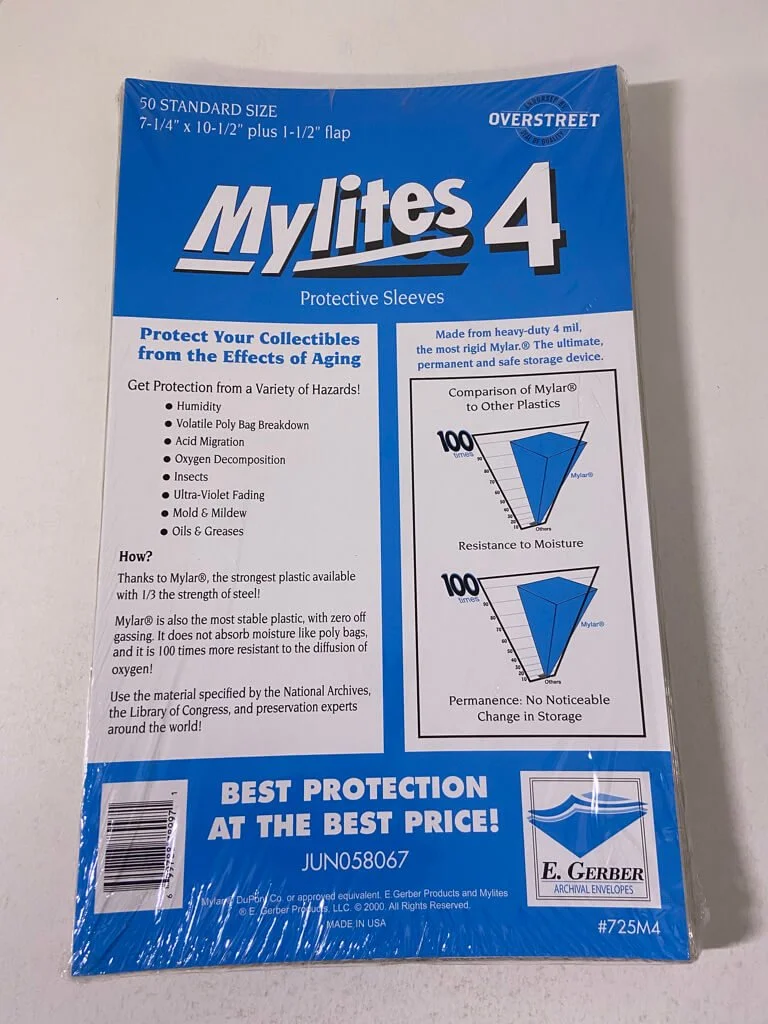 50 STANDARD SIZE
7-1/4" x 10-1/2" plus 1-1/2" flap
ENDORSED BY
OVERSTREET
Mylites 4
Protective Sleeves
Protect Your Collectibles
from the Effects of Aging
Get Protection from a Variety of Hazards!
● Humidity
● Volatile Poly Bag Breakdown
● Acid Migration
● Oxygen Decomposition
● Insects
● Ultra-Violet Fading
● Mold & Mildew
● Oils & Greases
How?
Thanks to Mylar®, the strongest plastic available
with 1/3 the strength of steel!
Mylar® is also the most stable plastic, with zero off
gassing. It does not absorb moisture like poly bags,
and it is 100 times more resistant to the diffusion of
oxygen!
Use the material specified by the National Archives,
the Library of Congress, and preservation experts
around the world!
Made from heavy-duty 4 mil,
the most rigid Mylar.® The ultimate,
permanent and safe storage device.
Comparison of Mylar®
to Other Plastics
100
times
Mylar®
Others
Resistance to Moisture
100
times
Mylar®
Others
Permanence: No Noticeable
Change in Storage
BEST PROTECTION
AT THE BEST PRICE!
JUN058067
Mylar® DuPont Co. or approved equivalent. E Gerber Products and Mylites
® E. Gerber Products, LLC. © 2000. All Rights Reserved.
MADE IN USA
E. GERBER
ARCHIVAL ENVELOPES
#725M4